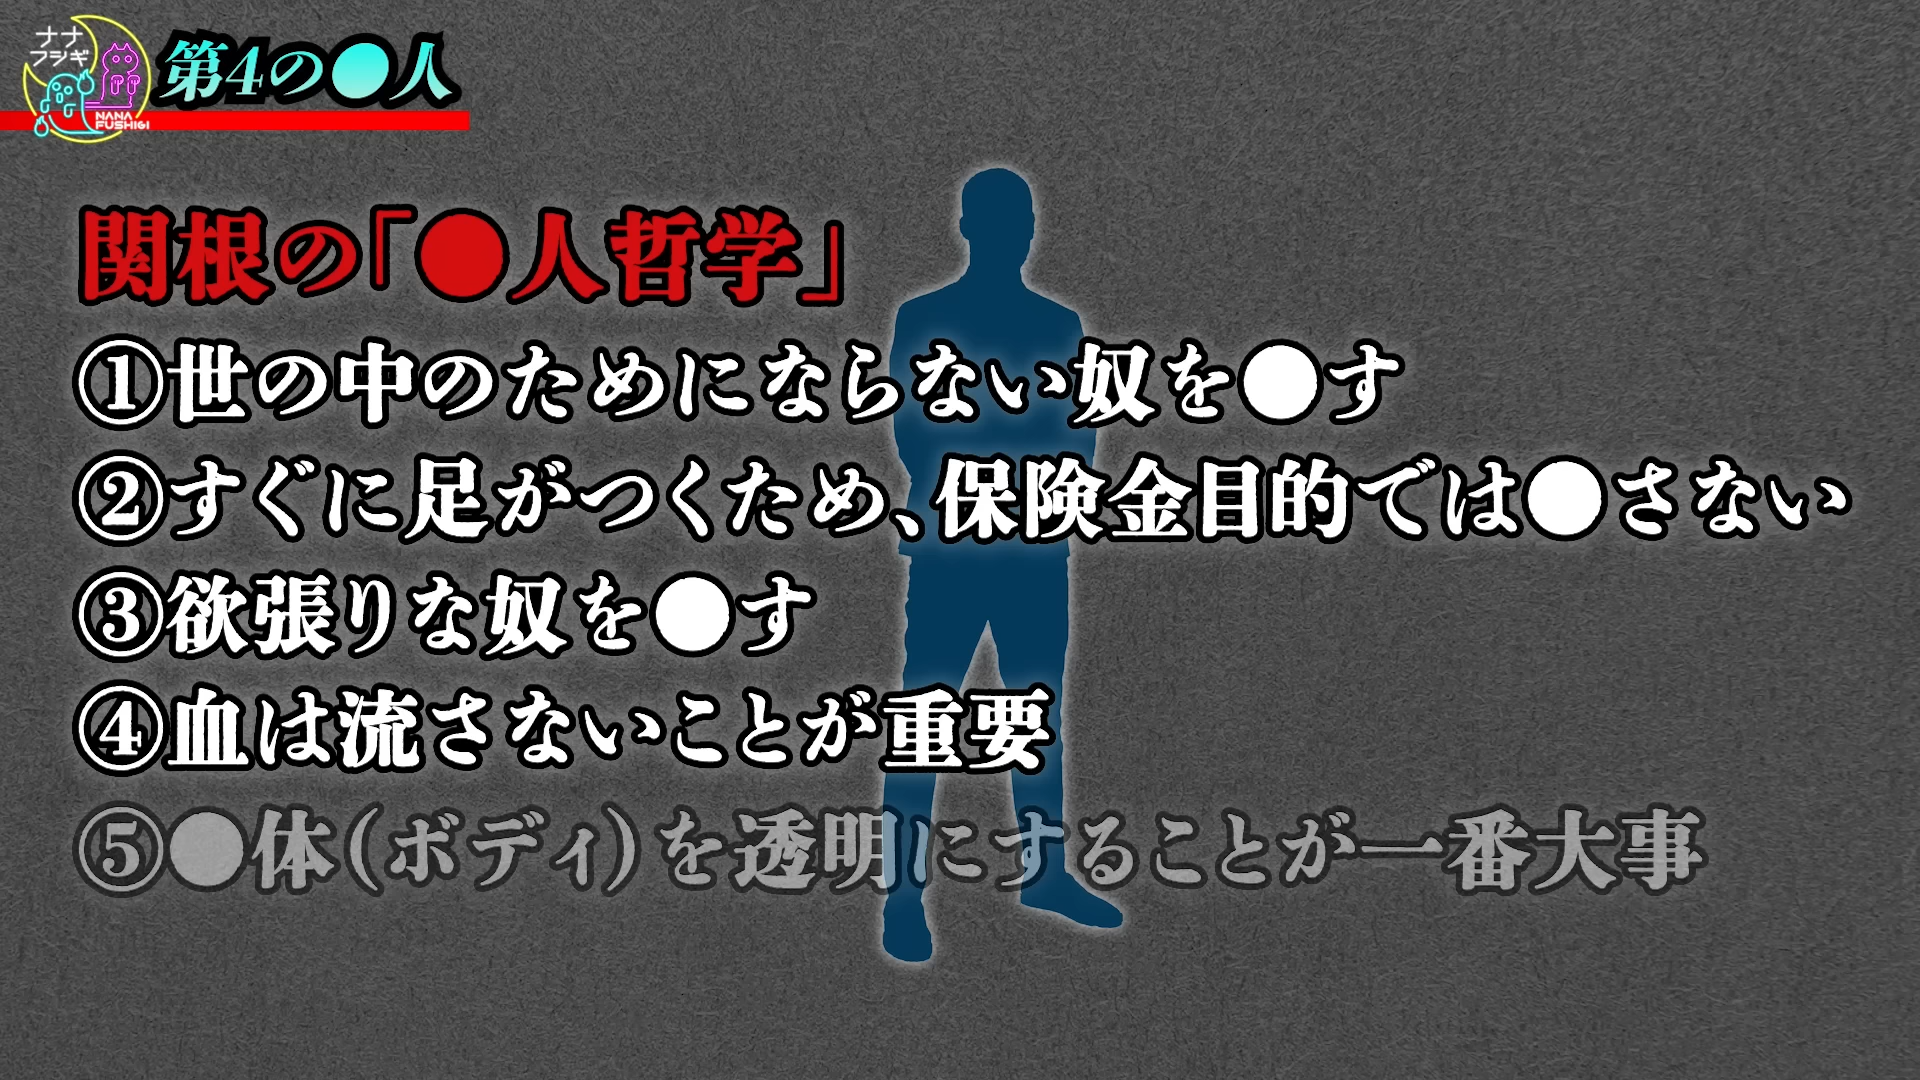 ナナ
フシギ
NANA
FUSHIGI
第4の●人
関根の「●人哲学」
①世の中のためにならない奴を●す
②すぐに足がつくため、保険金目的では●さない
③欲張りな奴を●す
④血は流さないことが重要
⑤●体(ボディ)を透明にすることが一番大事